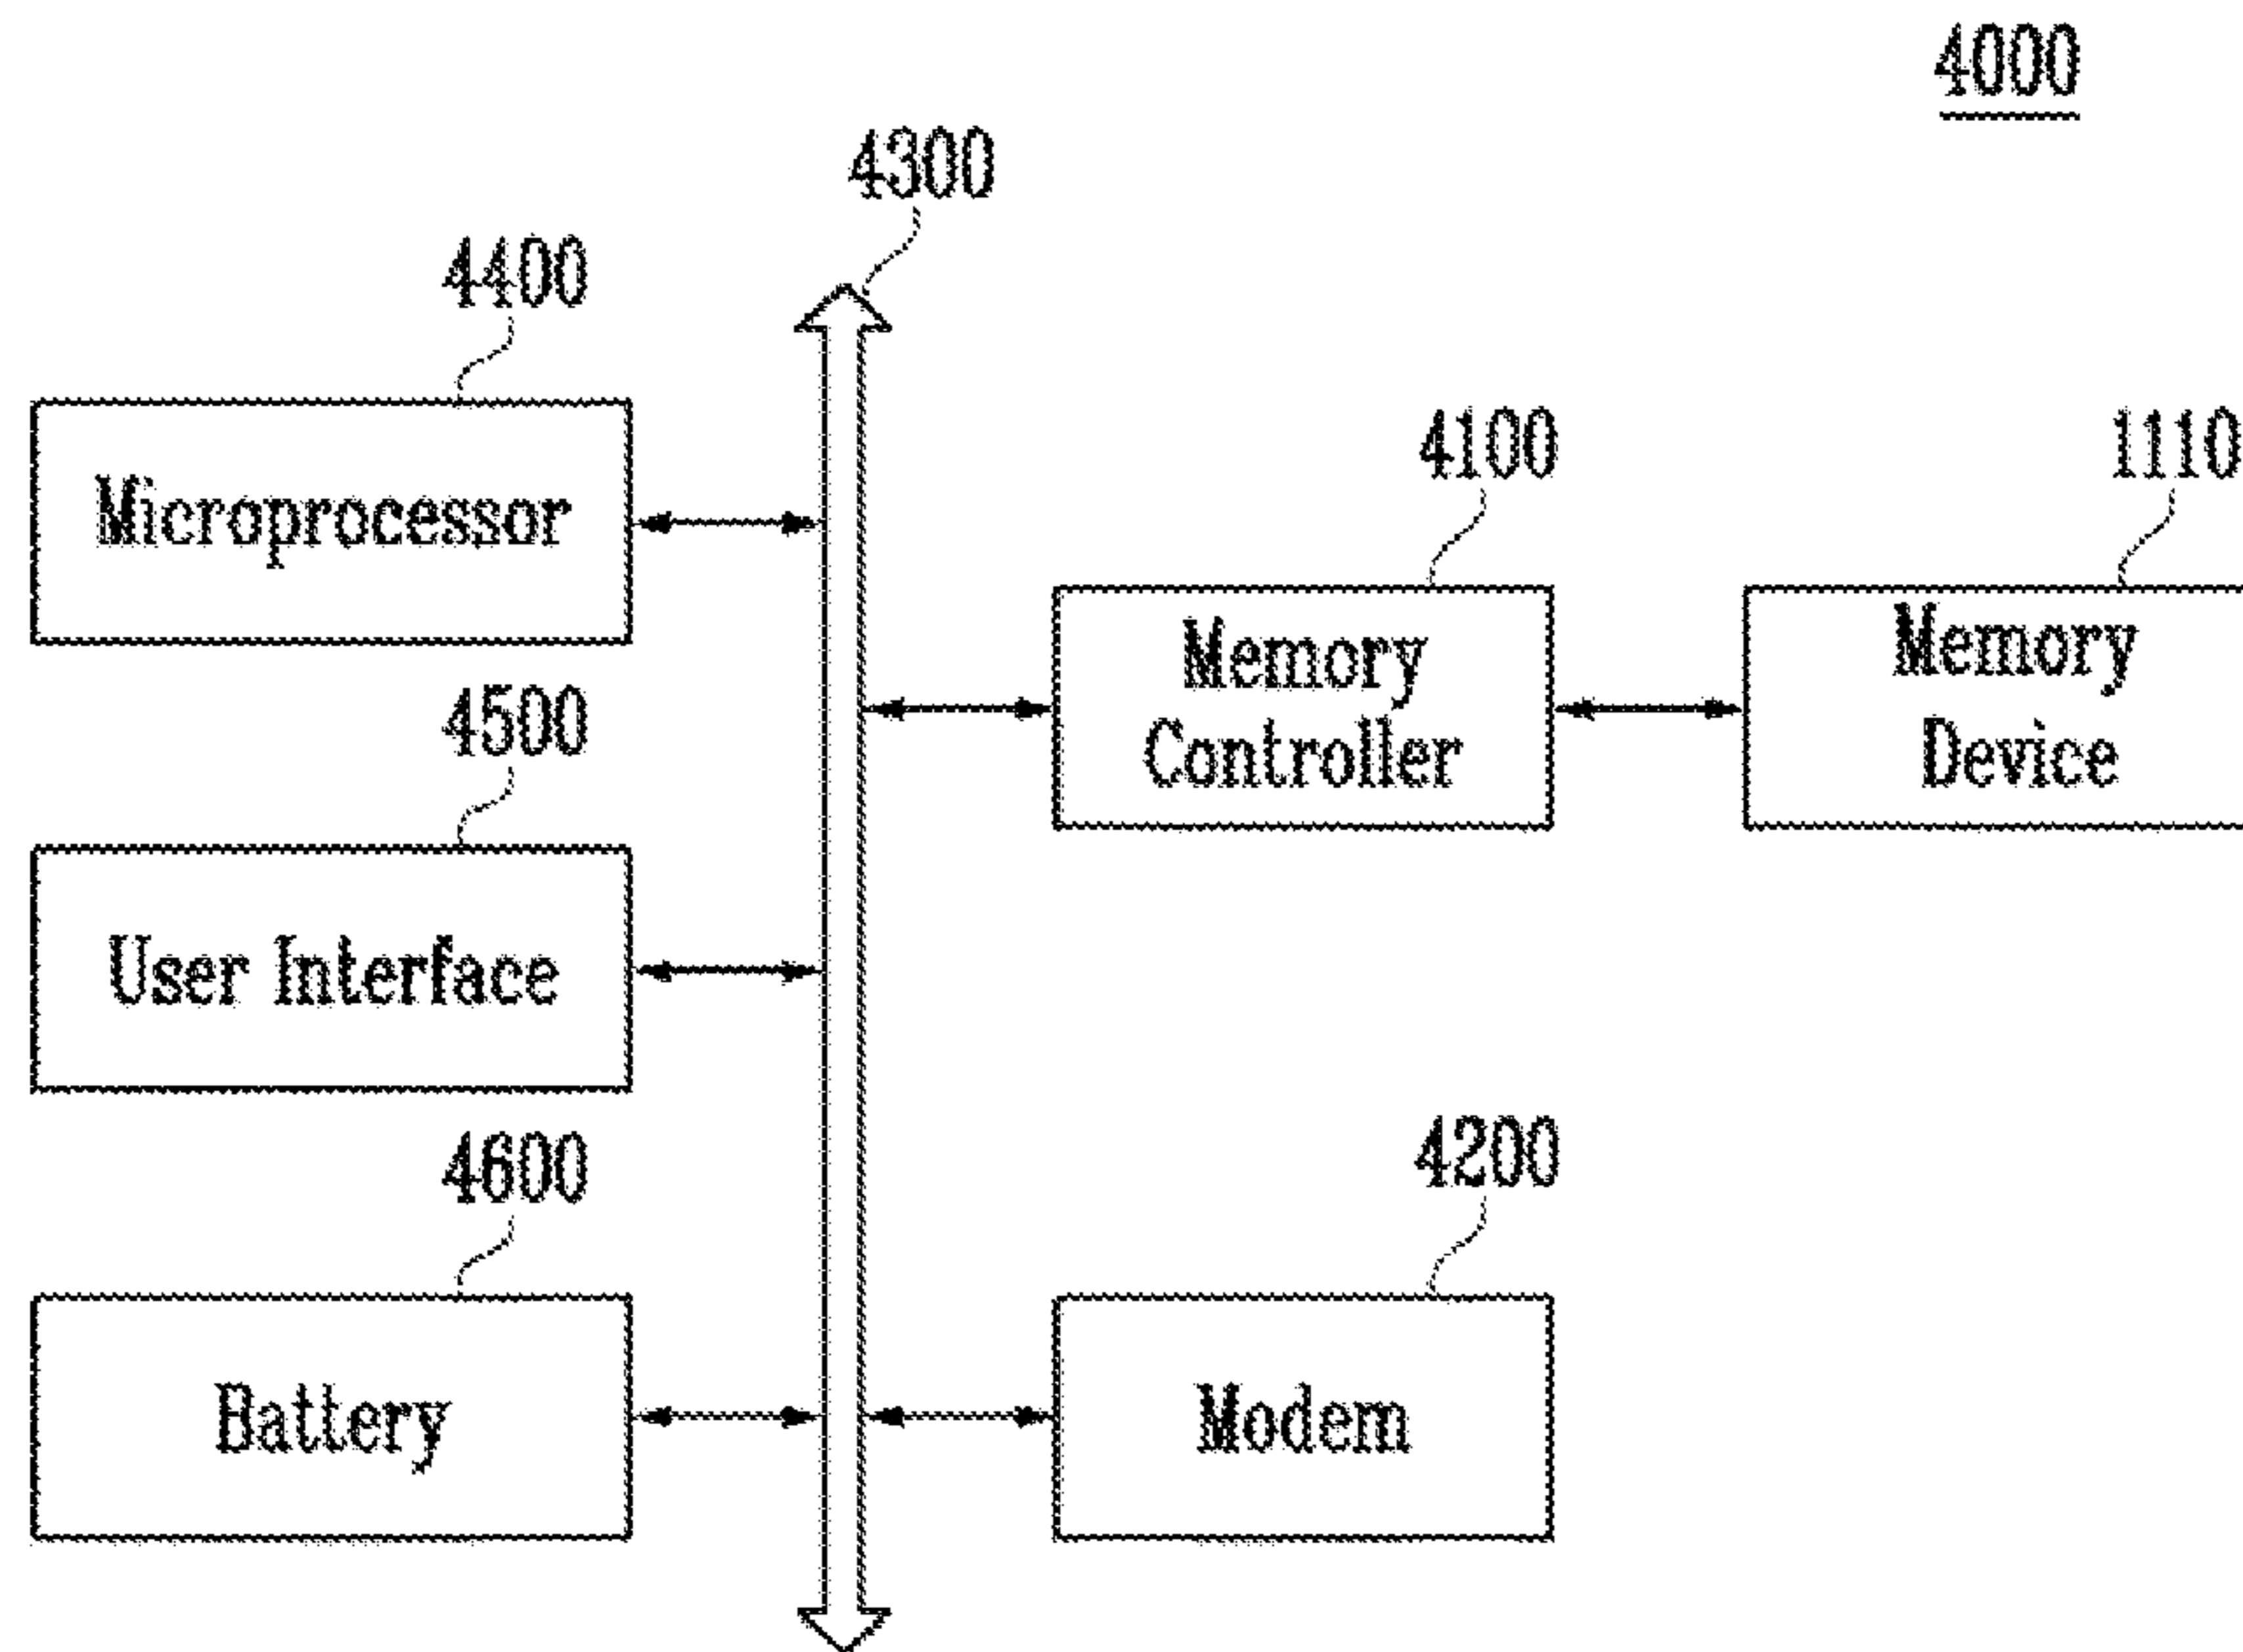 4000
4300
4400
Microprocessor
4100
1110
Memory
Controller
Memory
Device
4500
User Interface
4600
Battery
4200
Modem